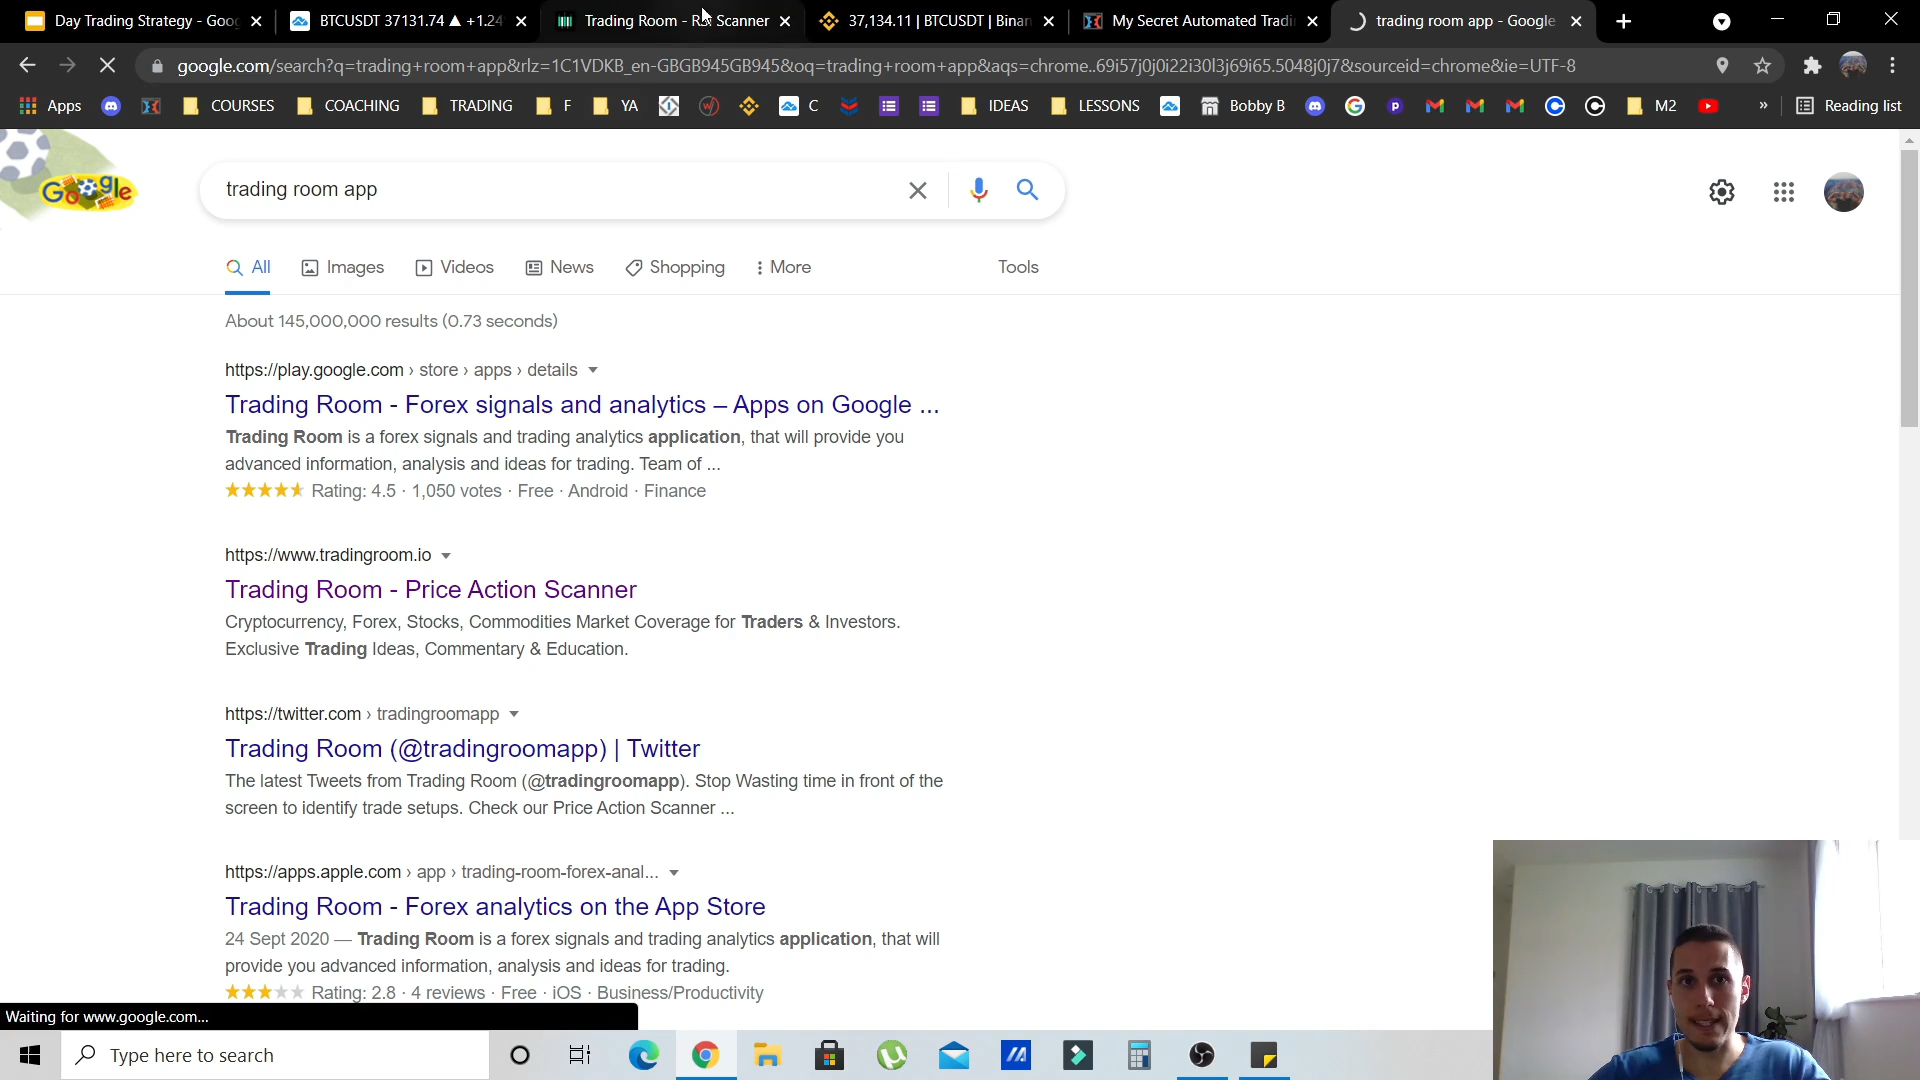 Day Trading Strategy - Goog
BTCUSDT 37131.74 ▲ +1.24
Trading Room - RSI Scanner
37,134.11 | BTCUSDT | Binan
My Secret Automated Tradi
trading room app - Google
google.com/search?q=trading+room+app&rlz=1C1VDKB_en-GBGB945GB945&oq=trading+room+app&aqs=chrome..69i57j0j0i22i30l3j69i65.5048j0j7&sourceid=chrome&ie=UTF-8
Apps COURSES COACHING TRADING F YA C IDEAS LESSONS Bobby B M2 » Reading list
Google
trading room app
All Images Videos News Shopping More Tools
About 145,000,000 results (0.73 seconds)
https://play.google.com › store › apps › details
Trading Room - Forex signals and analytics – Apps on Google ...
Trading Room is a forex signals and trading analytics application, that will provide you
advanced information, analysis and ideas for trading. Team of ...
Rating: 4.5 · 1,050 votes · Free · Android · Finance
https://www.tradingroom.io
Trading Room - Price Action Scanner
Cryptocurrency, Forex, Stocks, Commodities Market Coverage for Traders & Investors.
Exclusive Trading Ideas, Commentary & Education.
https://twitter.com › tradingroomapp
Trading Room (@tradingroomapp) | Twitter
The latest Tweets from Trading Room (@tradingroomapp). Stop Wasting time in front of the
screen to identify trade setups. Check our Price Action Scanner ...
https://apps.apple.com › app › trading-room-forex-anal...
Trading Room - Forex analytics on the App Store
24 Sept 2020 — Trading Room is a forex signals and trading analytics application, that will
provide you advanced information, analysis and ideas for trading.
Rating: 2.8 · 4 reviews · Free · iOS · Business/Productivity
Waiting for www.google.com...
Type here to search